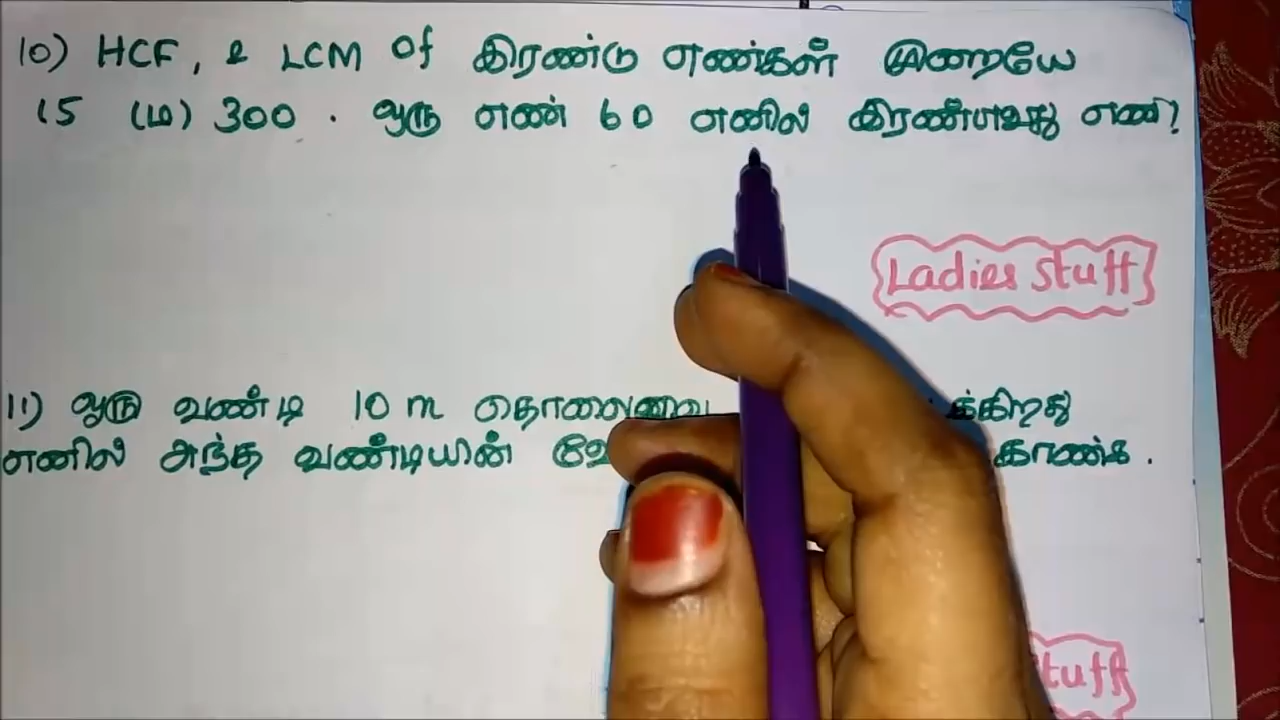 10) HCF, & LCM of இரண்டு எண்கள் முறையே
15 (ம) 300 . ஒரு எண் 60 எனில் இரண்டாவது எண்?
Ladies Stuff
11) ஒரு வண்டி 10 m தொலைவை
எனில் அந்த வண்டியின் காண்க .